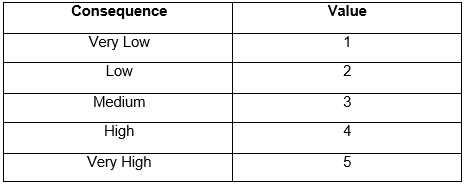 Consequence Value
Very Low 1
Low 2
Medium 3
High 4
Very High 5